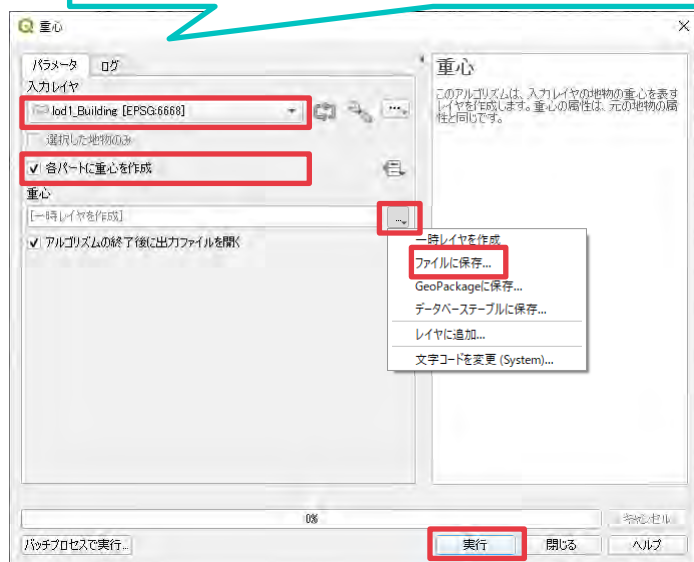 重心
パラメータ ログ
入力レイヤ
lod1_Building [EPSG:6668]
選択した地物のみ
各パートに重心を作成
重心
[一時レイヤを作成]
アルゴリズムの終了後に出力ファイルを開く
重心
このアルゴリズムは、入力レイヤの地物の重心を表す
レイヤを作成します。重心の属性は、元の地物の属
性と同じです。
一時レイヤを作成
ファイルに保存...
GeoPackageに保存...
データベーステーブルに保存...
レイヤに追加...
文字コードを変更 (System)...
0%
キャンセル
バッチプロセスで実行...
実行 閉じる ヘルプ